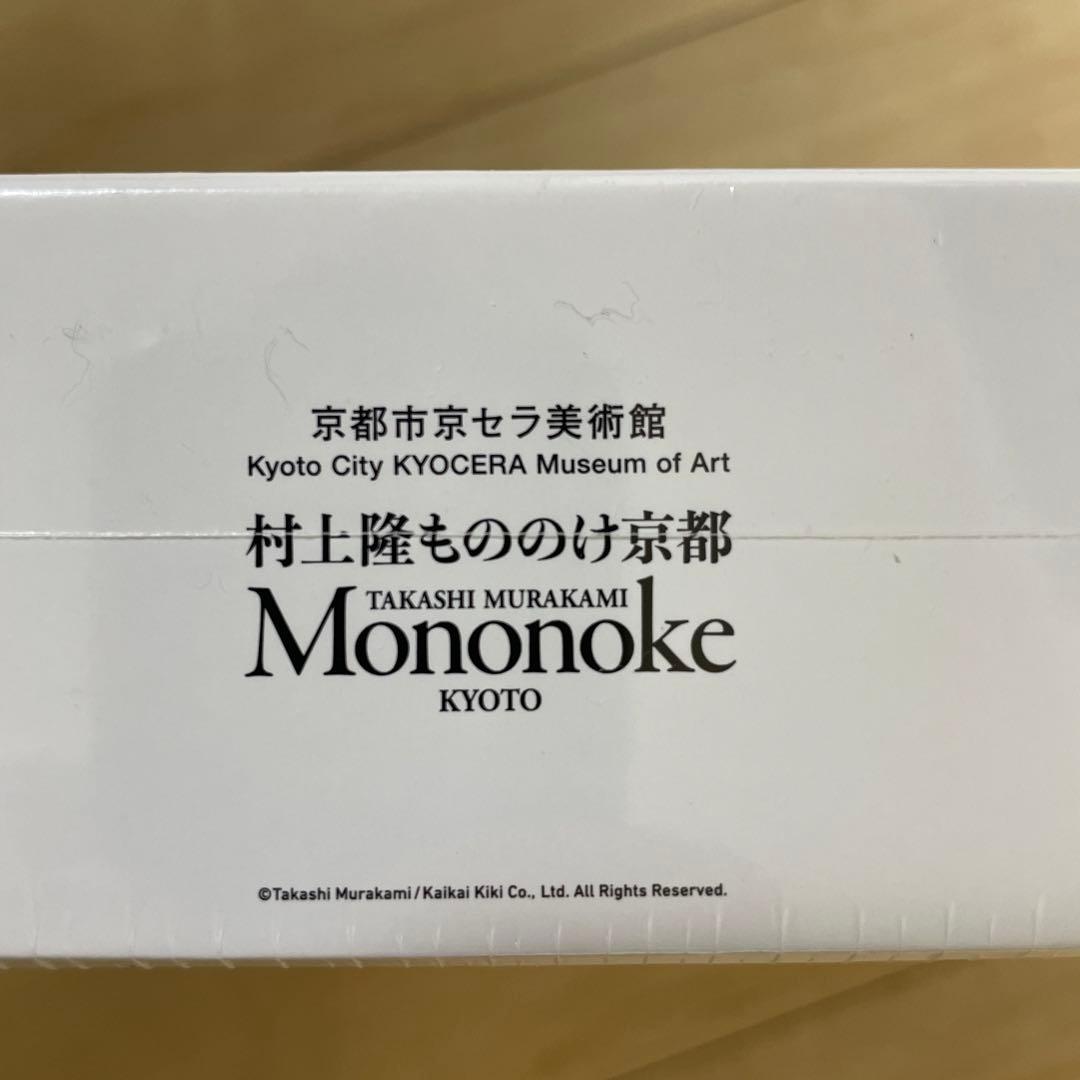 京都市京セラ美術館
Kyoto City KYOCERA Museum of Art
村上隆もののけ京都
TAKASHI MURAKAMI
Mononoke
KYOTO
©Takashi Murakami/Kaikai Kiki Co., Ltd. All Rights Reserved.